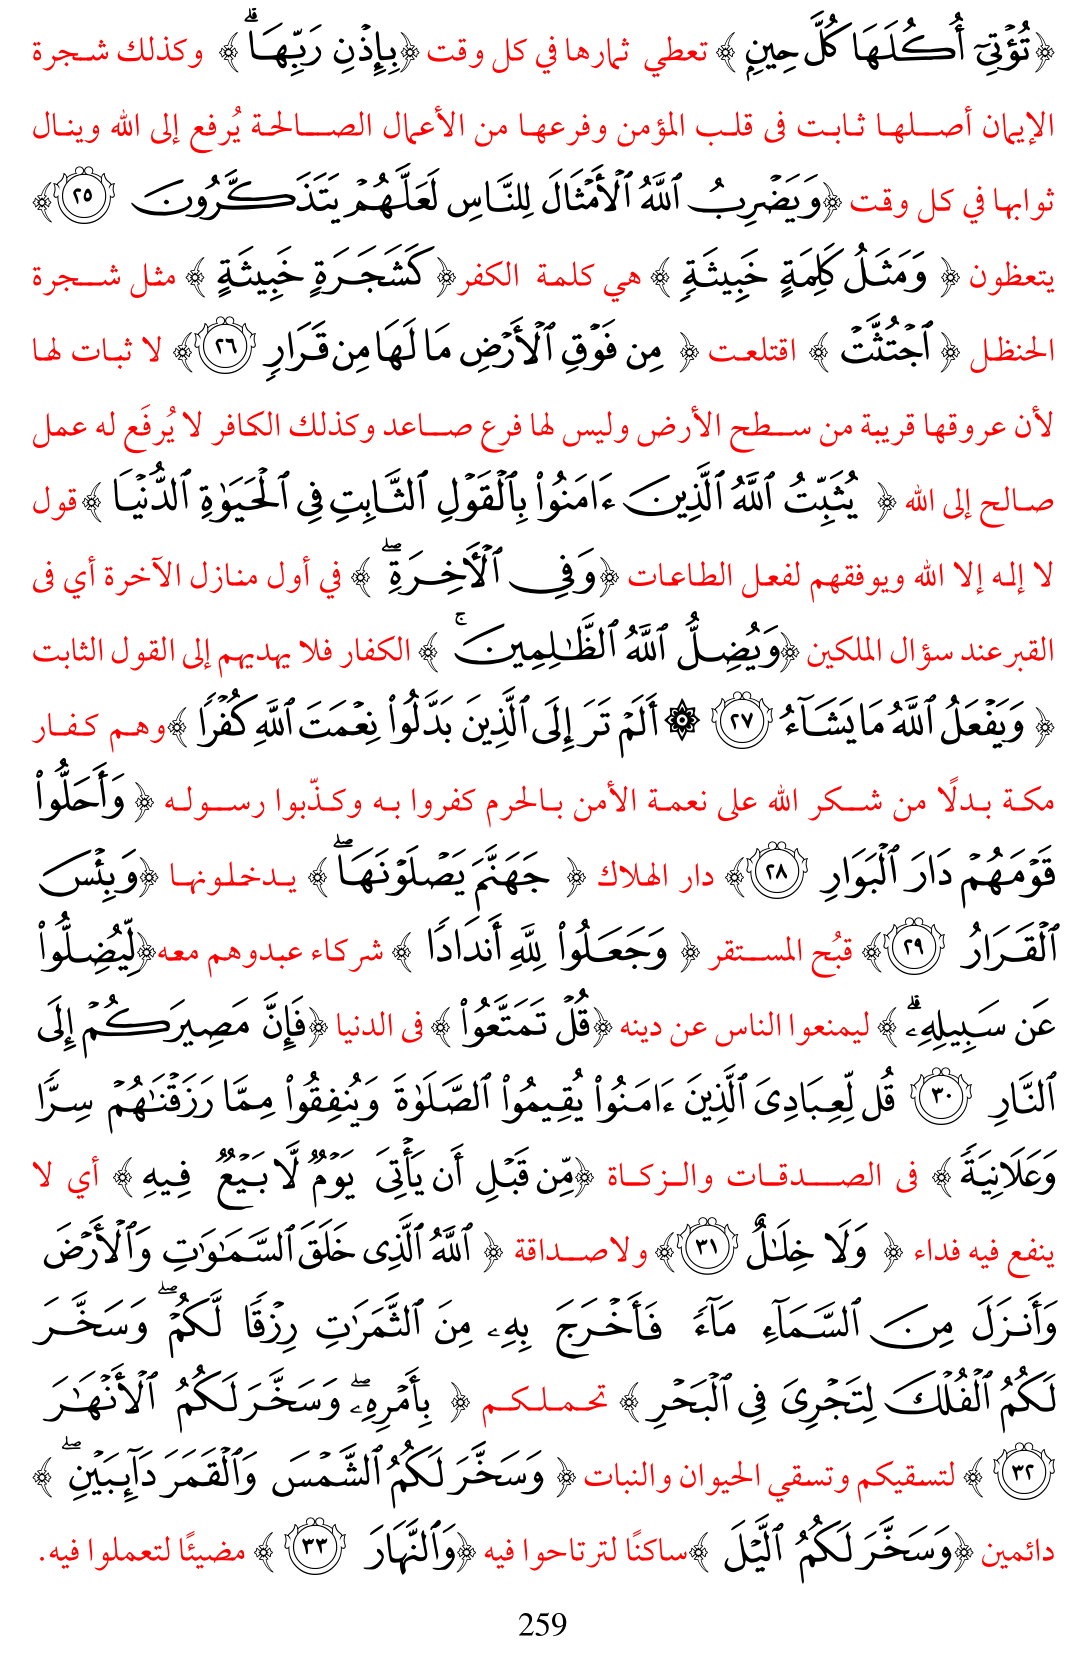 ﴿تُؤۡتِيٓ أُكُلَهَا كُلَّ حِينِۭ﴾ تعطي ثمارها في كل وقت ﴿بِإِذۡنِ رَبِّهَاۗ﴾ وكذلك شجرة
الإيمان أصلها ثابت فى قلب المؤمن وفرعها من الأعمال الصالحة يُرفع إلى الله وينال
ثوابها في كل وقت ﴿وَيَضۡرِبُ ٱللَّهُ ٱلۡأَمۡثَالَ لِلنَّاسِ لَعَلَّهُمۡ يَتَذَكَّرُونَ ٢٥﴾
يتعظون ﴿وَمَثَلُ كَلِمَةٍ خَبِيثَةٖ﴾ هي كلمة الكفر﴿كَشَجَرَةٍ خَبِيثَةٍ﴾ مثل شجرة
الحنظل ﴿ٱجۡتُثَّتۡ﴾ اقتلعت ﴿مِن فَوۡقِ ٱلۡأَرۡضِ مَا لَهَا مِن قَرَارٖ ٢٦﴾ لا ثبات لها
لأن عروقها قريبة من سطح الأرض وليس لها فرع صاعد وكذلك الكافر لا يُرفَع له عمل
صالح إلى الله ﴿يُثَبِّتُ ٱللَّهُ ٱلَّذِينَ ءَامَنُواْ بِٱلۡقَوۡلِ ٱلثَّابِتِ فِي ٱلۡحَيَوٰةِ ٱلدُّنۡيَا﴾قول
لا إله إلا الله ويوفقهم لفعل الطاعات ﴿وَفِي ٱلۡأٓخِرَةِۖ﴾ في أول منازل الآخرة أي فى
القبرعند سؤال الملكين ﴿وَيُضِلُّ ٱللَّهُ ٱلظَّٰلِمِينَۚ﴾ الكفار فلا يهديهم إلى القول الثابت
﴿وَيَفۡعَلُ ٱللَّهُ مَا يَشَآءُ ٢٧ ۞ أَلَمۡ تَرَ إِلَى ٱلَّذِينَ بَدَّلُواْ نِعۡمَتَ ٱللَّهِ كُفۡرٗا﴾وهم كفار
مكة بدلًا من شكر الله على نعمة الأمن بالحرم كفروا به وكذّبوا رسوله ﴿وَأَحَلُّواْ
قَوۡمَهُمۡ دَارَ ٱلۡبَوَارِ ٢٨﴾ دار الهلاك ﴿جَهَنَّمَ يَصۡلَوۡنَهَاۖ﴾ يدخلونها ﴿وَبِئۡسَ
ٱلۡقَرَارُ ٢٩﴾ قبُح المستقر ﴿وَجَعَلُواْ لِلَّهِ أَندَادٗا﴾ شركاء عبدوهم معه﴿لِّيُضِلُّواْ
عَن سَبِيلِهِۦۗ﴾ ليمنعوا الناس عن دينه ﴿قُلۡ تَمَتَّعُواْ﴾ فى الدنيا ﴿فَإِنَّ مَصِيرَكُمۡ إِلَى
ٱلنَّارِ ٣٠ قُل لِّعِبَادِيَ ٱلَّذِينَ ءَامَنُواْ يُقِيمُواْ ٱلصَّلَوٰةَ وَيُنفِقُواْ مِمَّا رَزَقۡنَٰهُمۡ سِرّٗا
وَعَلَانِيَةٗ﴾ فى الصدقات والزكاة ﴿مِّن قَبۡلِ أَن يَأۡتِيَ يَوۡمٞ لَّا بَيۡعٞ فِيهِ﴾ أي لا
ينفع فيه فداء ﴿وَلَا خِلَٰلٌ ٣١﴾ ولاصداقة ﴿ٱللَّهُ ٱلَّذِي خَلَقَ ٱلسَّمَٰوَٰتِ وَٱلۡأَرۡضَ
وَأَنزَلَ مِنَ ٱلسَّمَآءِ مَآءٗ فَأَخۡرَجَ بِهِۦ مِنَ ٱلثَّمَرَٰتِ رِزۡقٗا لَّكُمۡۖ وَسَخَّرَ
لَكُمُ ٱلۡفُلۡكَ لِتَجۡرِيَ فِي ٱلۡبَحۡرِ﴾ تحملكم ﴿بِأَمۡرِهِۦۖ وَسَخَّرَ لَكُمُ ٱلۡأَنۡهَٰرَ
٣٢﴾ لتسقيكم وتسقي الحيوان والنبات ﴿وَسَخَّرَ لَكُمُ ٱلشَّمۡسَ وَٱلۡقَمَرَ دَآئِبَيۡنِۖ﴾
دائمين ﴿وَسَخَّرَ لَكُمُ ٱلَّيۡلَ﴾ساكنًا لترتاحوا فيه ﴿وَٱلنَّهَارَ ٣٣﴾ مضيئًا لتعملوا فيه.
259